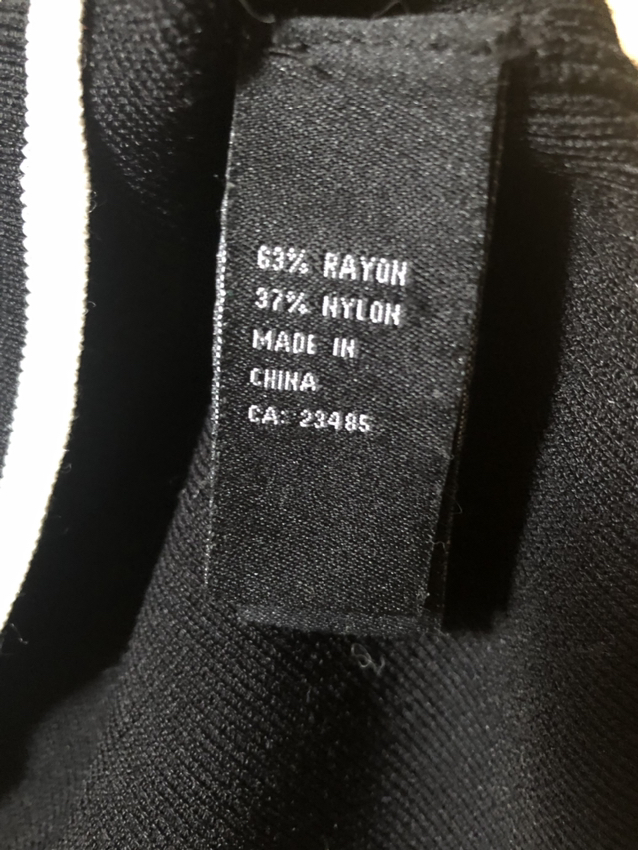 63% RAYON
37% NYLON
MADE IN
CHINA
CA: 23485